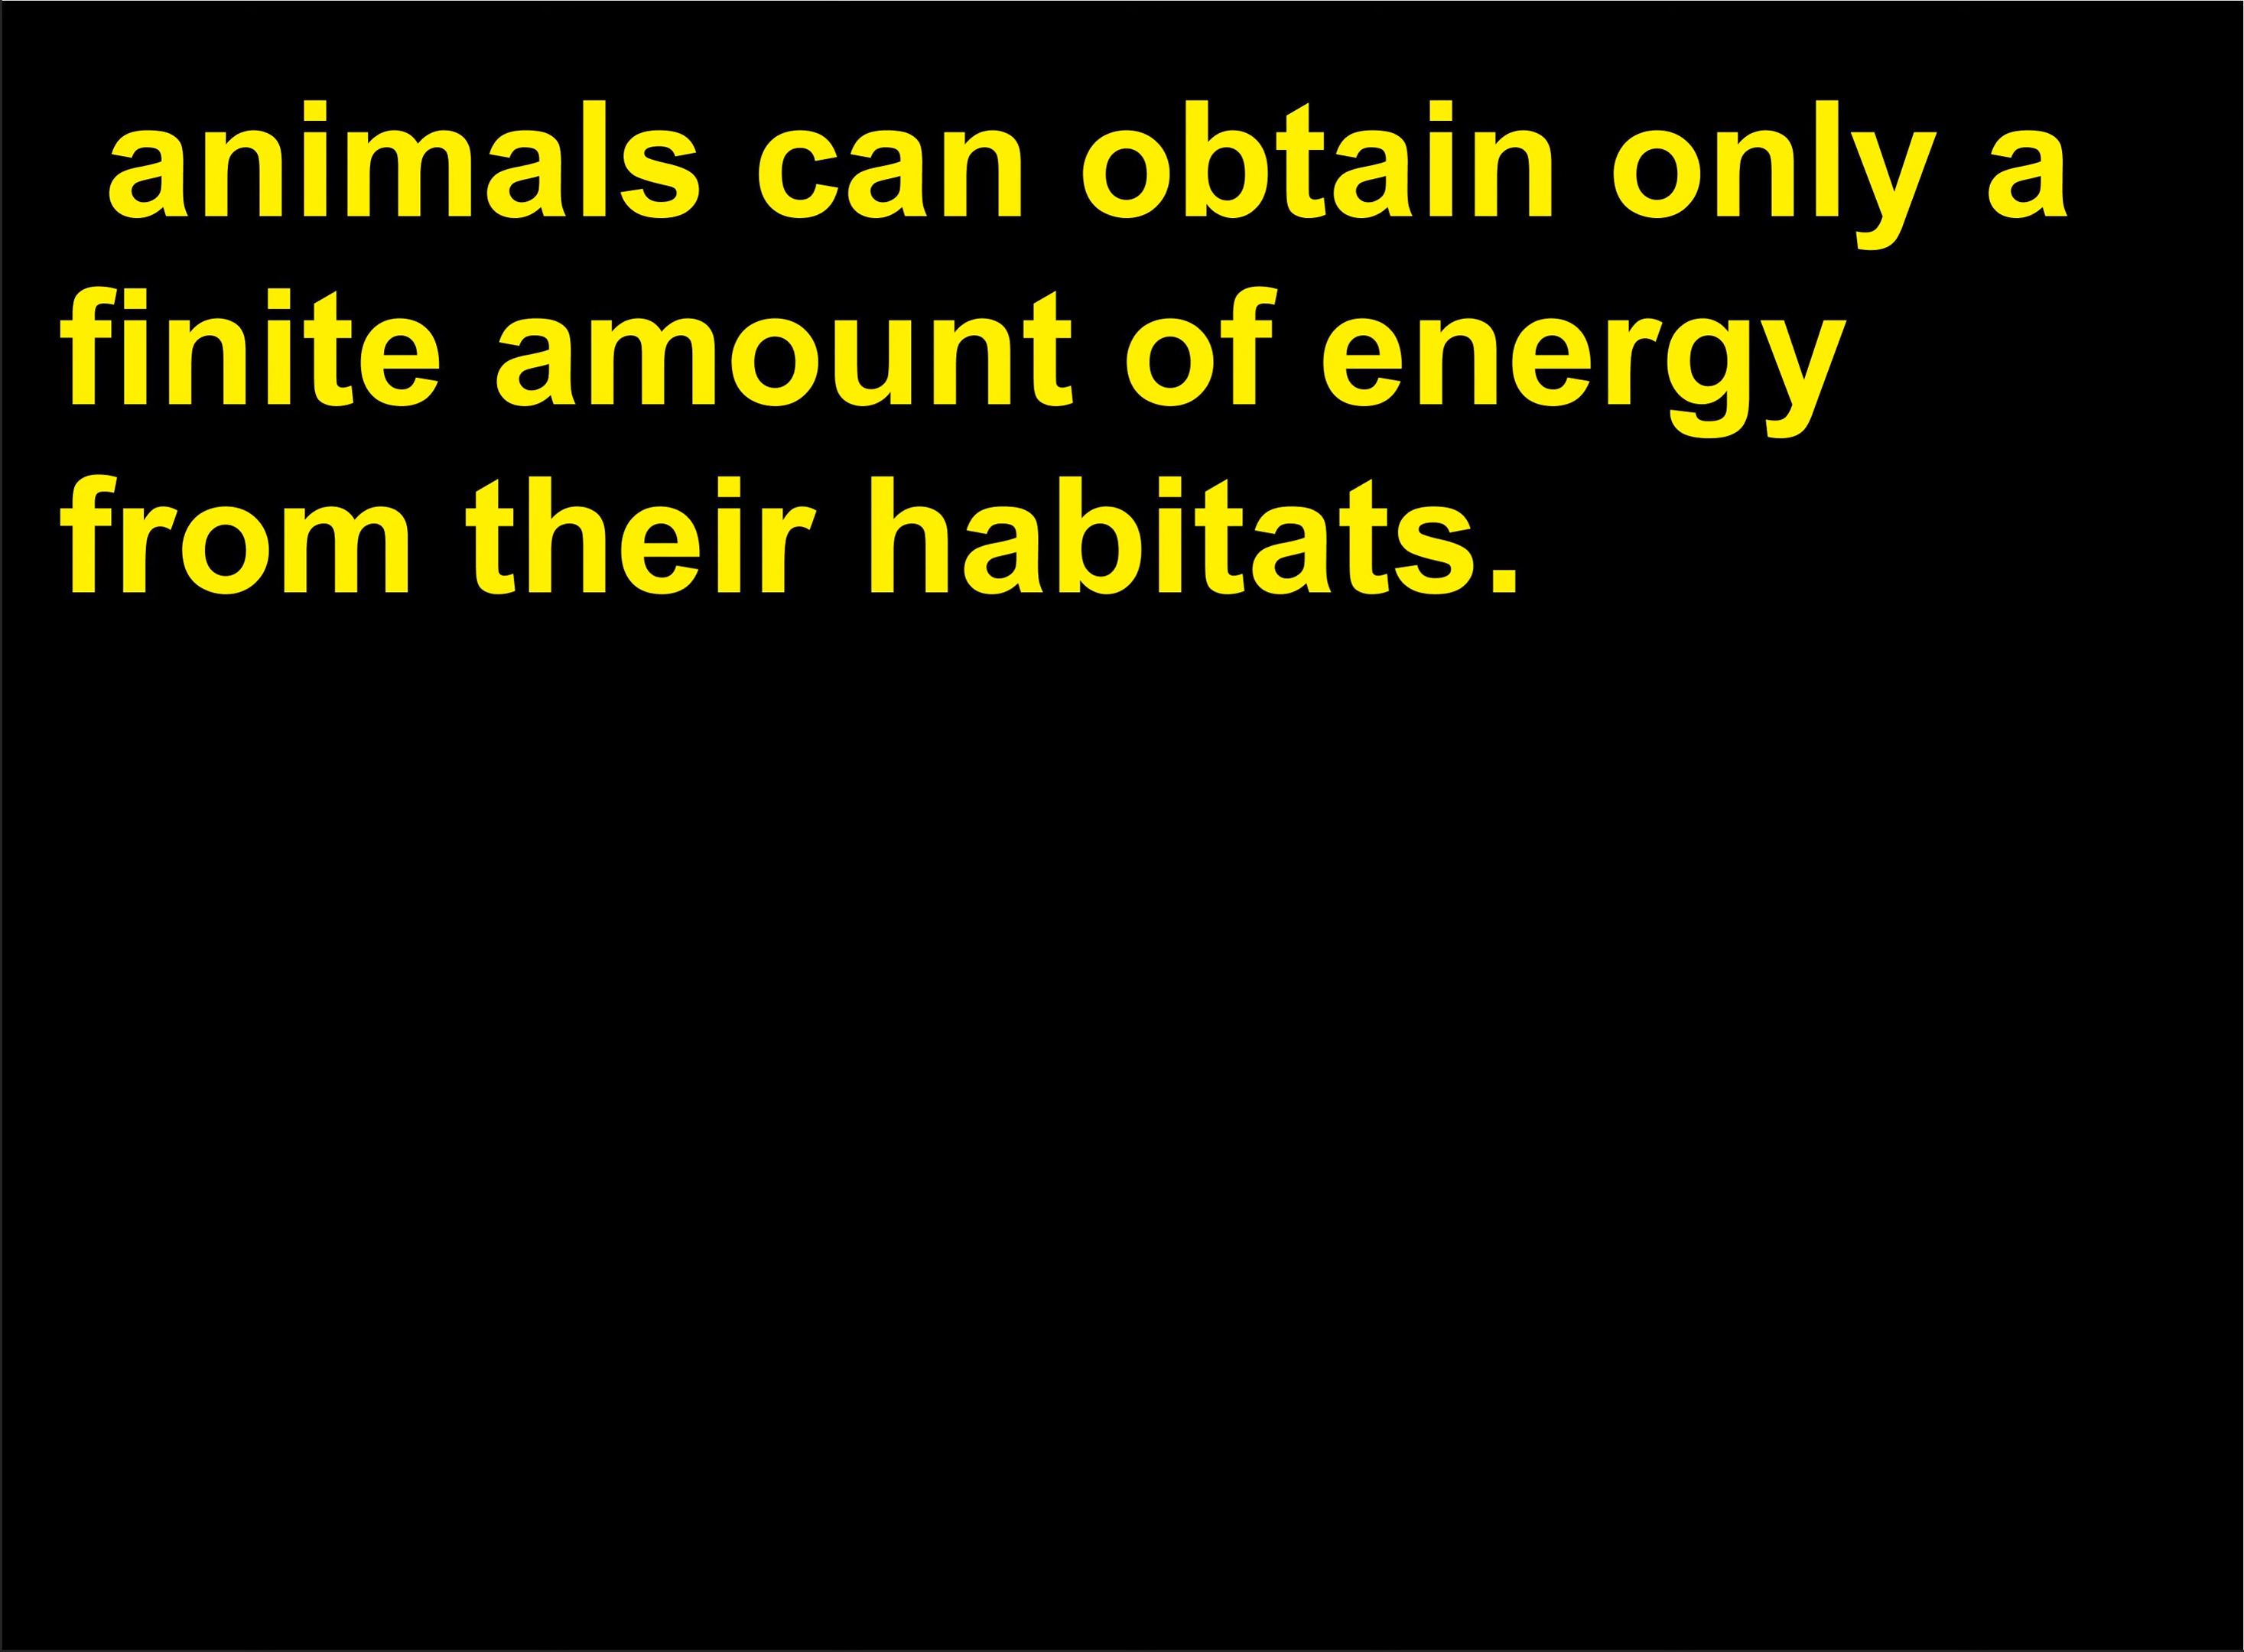 animals can obtain only a
finite amount of energy
from their habitats.